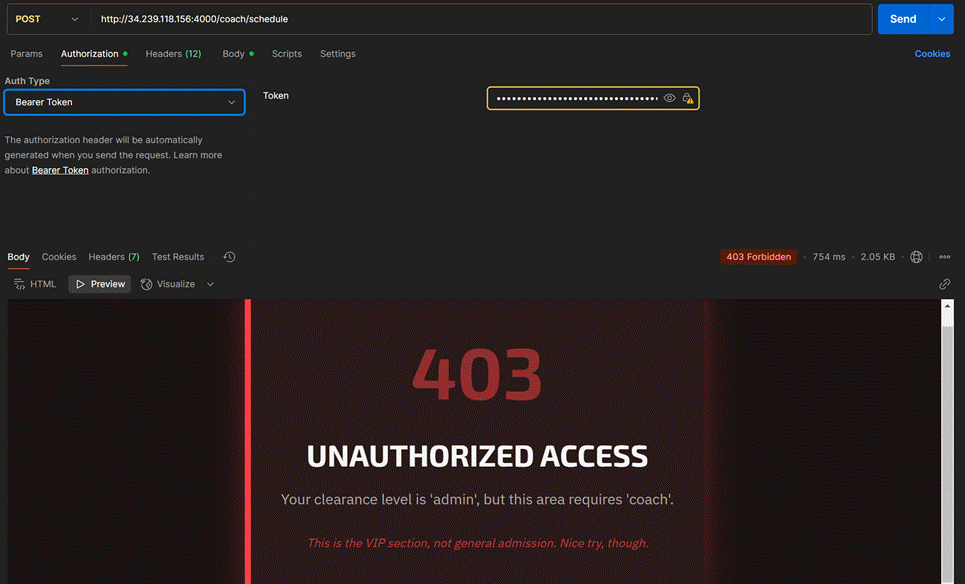 POST http://34.239.118.156:4000/coach/schedule Send
Params Authorization Headers (12) Body Scripts Settings Cookies
Auth Type
Bearer Token
Token
The authorization header will be automatically
generated when you send the request. Learn more
about Bearer Token authorization.
Body Cookies Headers (7) Test Results 403 Forbidden 754 ms 2.05 KB
HTML Preview Visualize
403
UNAUTHORIZED ACCESS
Your clearance level is 'admin', but this area requires 'coach'.
This is the VIP section, not general admission. Nice try, though.